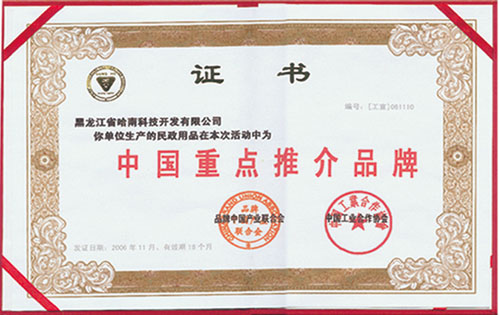 证书
编号:[工宣]061110
黑龙江省哈南科技开发有限公司
你单位生产的民政用品在本次活动中为
中国重点推介品牌
品牌中国产业联合会
中国工业合作协会
发证日期:2006年11月、有效期18个月